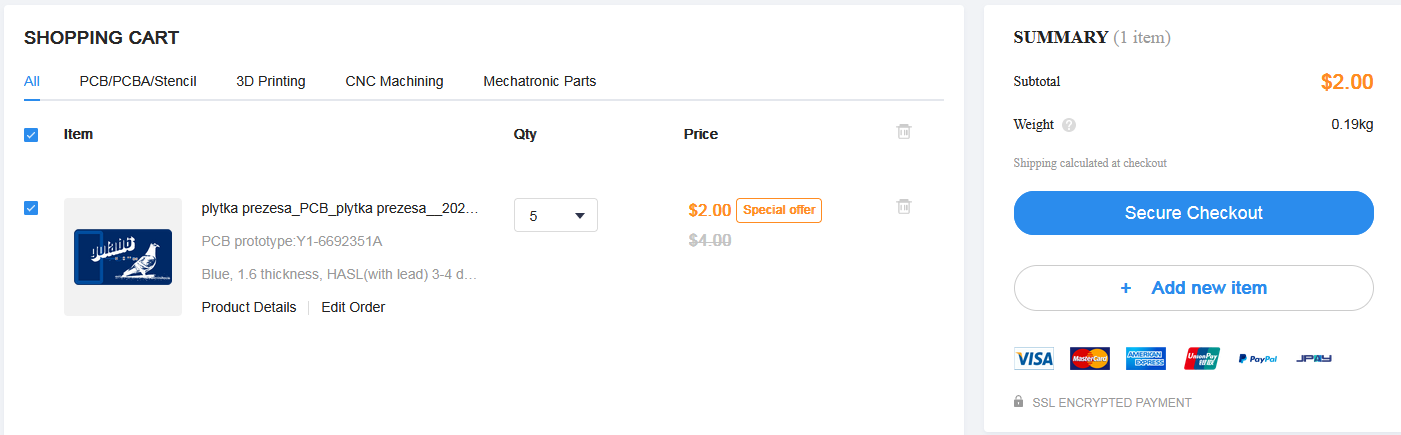 SHOPPING CART
All PCB/PCBA/Stencil 3D Printing CNC Machining Mechatronic Parts
Item Qty Price
plytka prezesa_PCB_plytka prezesa__202…
PCB prototype:Y1-6692351A
Blue, 1.6 thickness, HASL(with lead) 3-4 d…
Product Details Edit Order
5
$2.00 Special offer
$4.00
SUMMARY (1 item)
Subtotal $2.00
Weight ? 0.19kg
Shipping calculated at checkout
Secure Checkout
+ Add new item
VISA MasterCard AMERICAN EXPRESS UnionPay 银联 PayPal JPAY
SSL ENCRYPTED PAYMENT